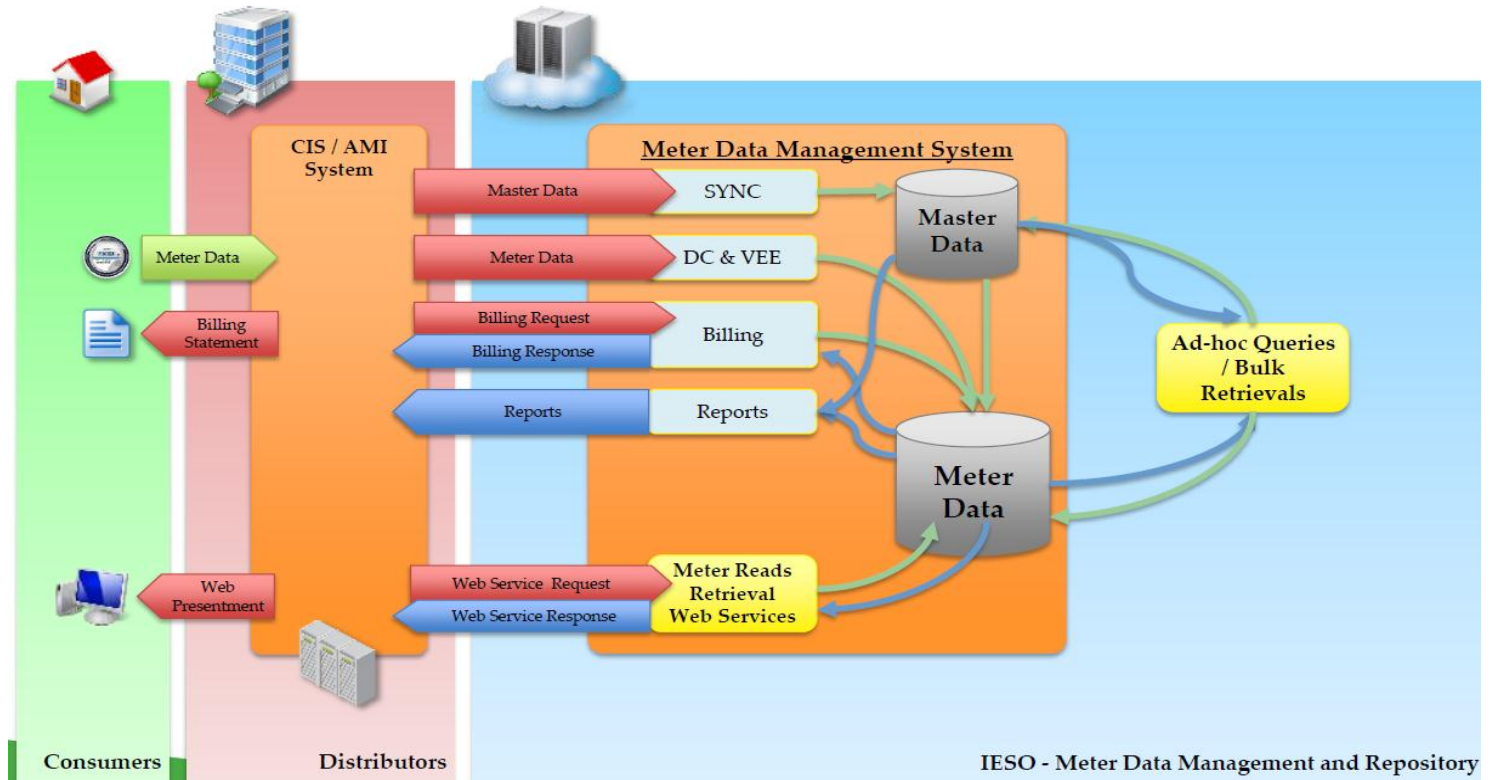 CIS / AMI
System
Meter Data Management System
Master Data
SYNC
Master
Data
Meter Data
Meter Data
DC & VEE
Billing
Statement
Billing Request
Billing Response
Billing
Ad-hoc Queries
/ Bulk
Retrievals
Reports
Reports
Meter
Data
Web
Presentment
Web Service Request
Web Service Response
Meter Reads
Retrieval
Web Services
Consumers
Distributors
IESO - Meter Data Management and Repository